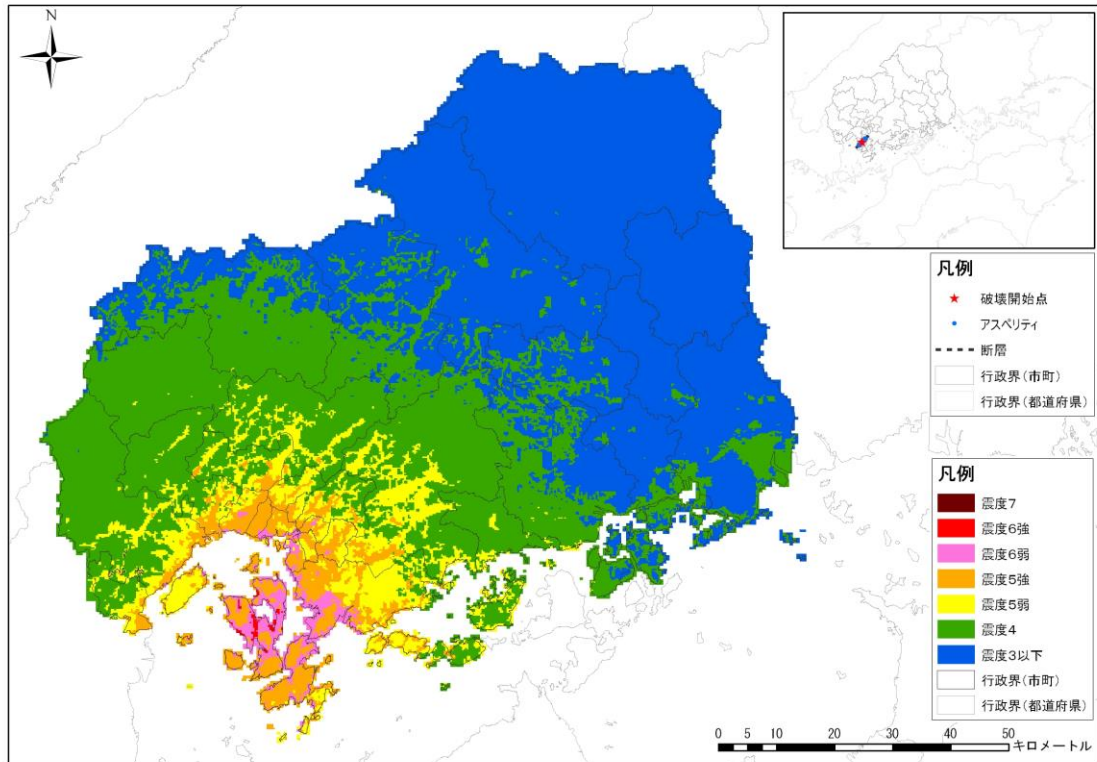 N
凡例
破壊開始点
アスペリティ
断層
行政界(市町)
行政界(都道府県)
凡例
震度7
震度6強
震度6弱
震度5強
震度5弱
震度4
震度3以下
行政界(市町)
行政界(都道府県)
0 5 10 20 30 40 50
キロメートル